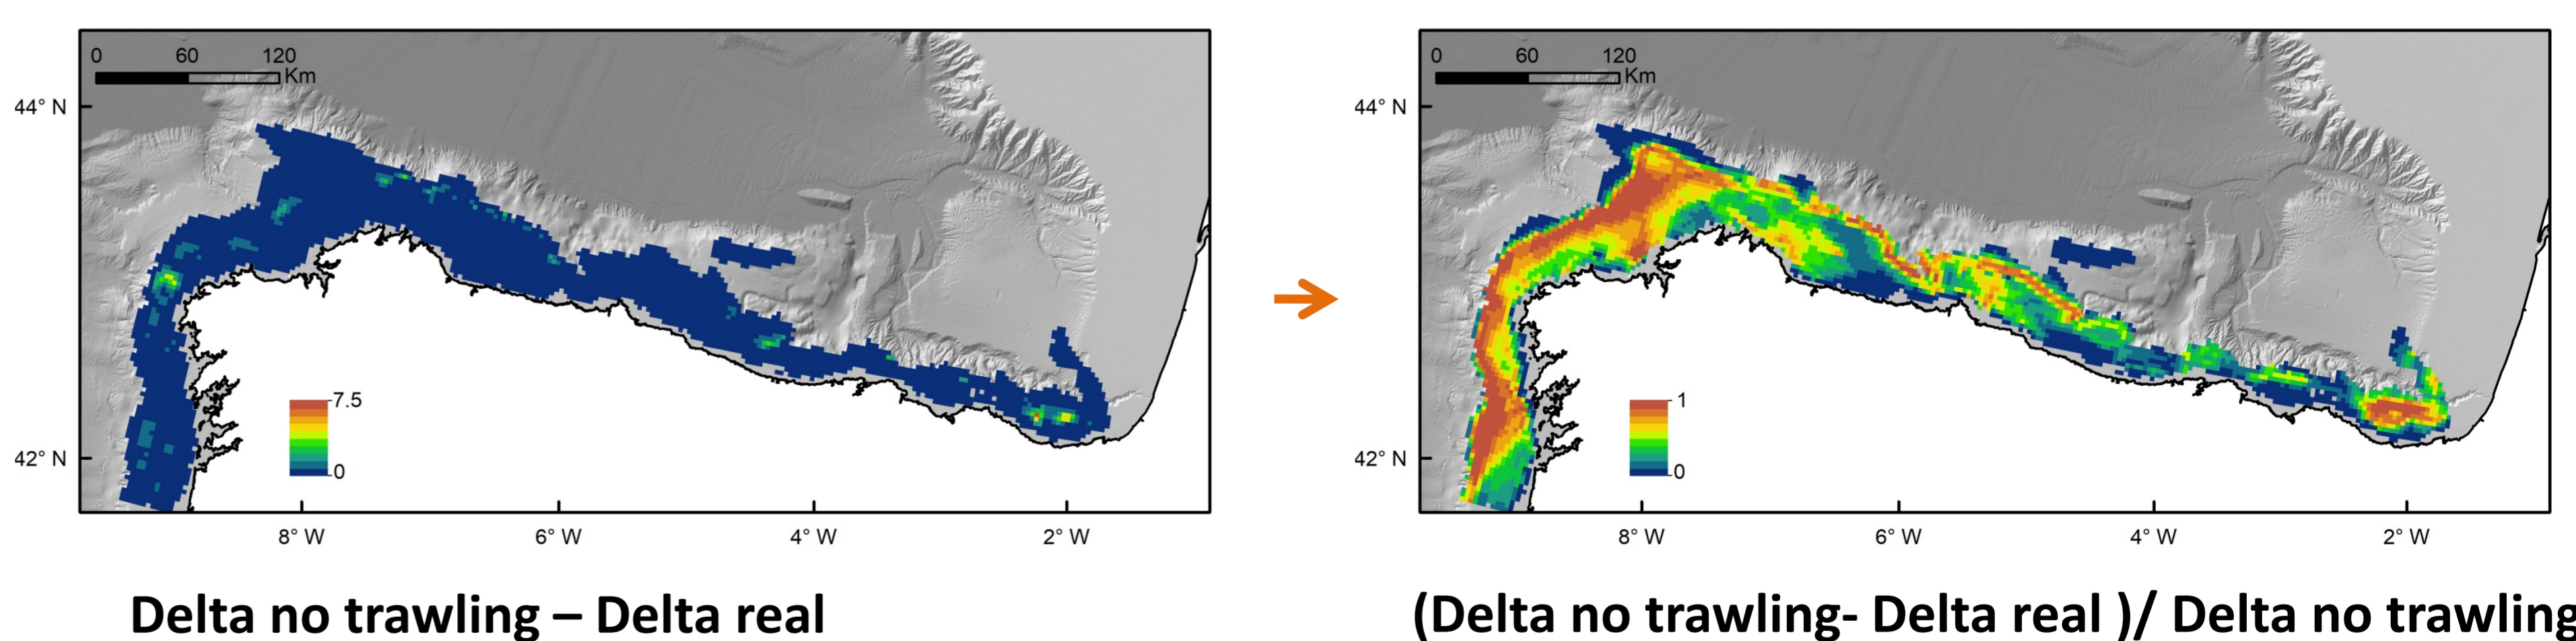 0 60 120
Km
44° N
42° N
7.5
0
8° W 6° W 4° W 2° W
Delta no trawling – Delta real
0 60 120
Km
44° N
42° N
1
0
8° W 6° W 4° W 2° W
(Delta no trawling- Delta real )/ Delta no trawling